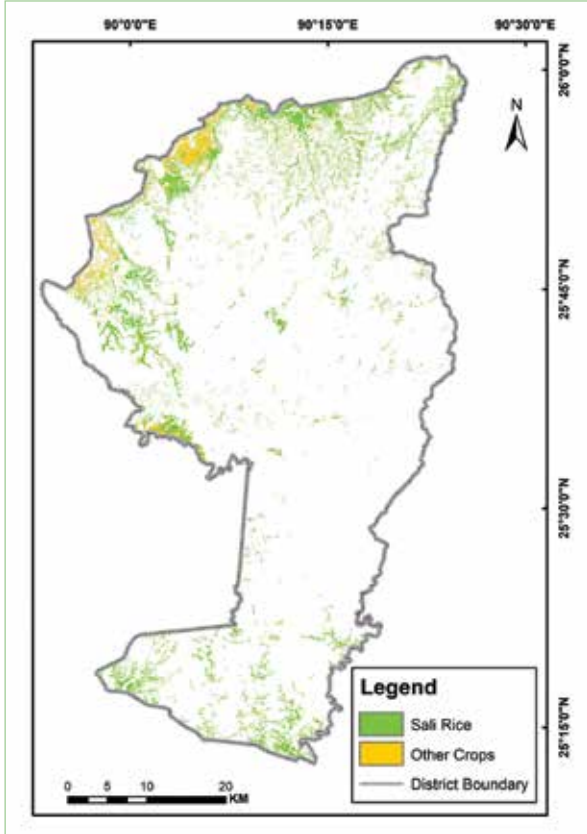 90°0'0"E 90°15'0"E 90°30'0"E
26°0'0"N
N
25°45'0"N
25°30'0"N
25°15'0"N
Legend
Sali Rice
Other Crops
District Boundary
0 5 10 20
KM